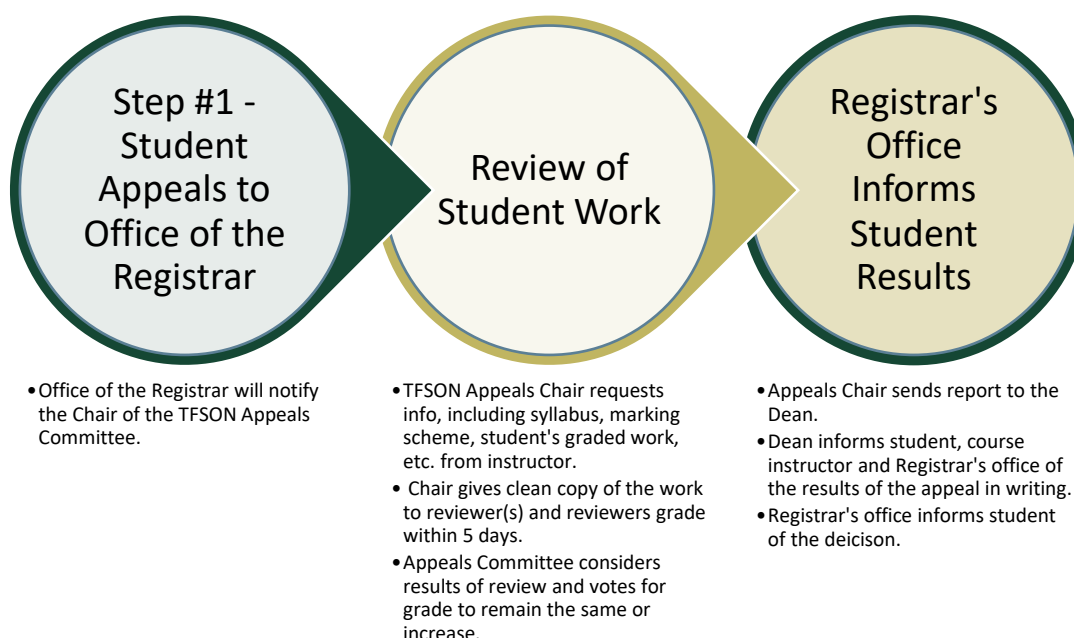 Step #1 -
Student
Appeals to
Office of the
Registrar
•Office of the Registrar will notify
the Chair of the TFSON Appeals
Committee.
Review of
Student Work
•TFSON Appeals Chair requests
info, including syllabus, marking
scheme, student's graded work,
etc. from instructor.
• Chair gives clean copy of the work
to reviewer(s) and reviewers grade
within 5 days.
•Appeals Committee considers
results of review and votes for
grade to remain the same or
increase.
Registrar's
Office
Informs
Student
Results
•Appeals Chair sends report to the
Dean.
•Dean informs student, course
instructor and Registrar's office of
the results of the appeal in writing.
•Registrar's office informs student
of the deicison.